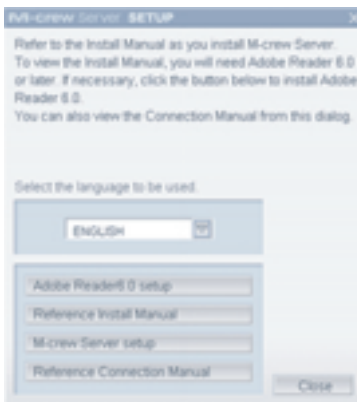 M-crew Server SETUP
Refer to the Install Manual as you install M-crew Server.
To view the Install Manual, you will need Adobe Reader 6.0
or later. If necessary, click the button below to install Adobe
Reader 6.0.
You can also view the Connection Manual from this dialog.
Select the language to be used.
ENGLISH
Adobe Reader6.0 setup
Reference Install Manual
M-crew Server setup
Reference Connection Manual
Close